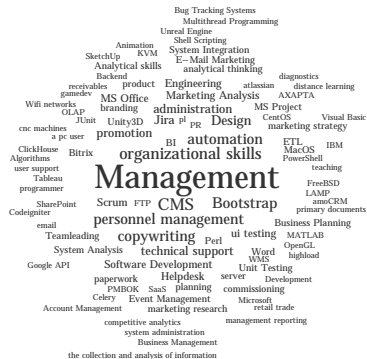 Bug Tracking Systems
Multithread Programming
Unreal Engine
Shell Scripting
Animation
SketchUp KVM System Integration
E-Mail Marketing
Analytical skills analytical thinking
Backend diagnostics
receivables product Engineering atlassian distance learning
gamedev MS Office Marketing Analysis AXAPTA
Wifi networks branding administration MS Project
OLAP CentOS Visual Basic
JUnit Unity3D Jira pl PR Design marketing strategy
cnc machines
a pc user promotion automation ETL IBM
BI MacOS
ClickHouse Bitrix organizational skills PowerShell
Algorithms
user support teaching
Tableau Management
programmer FreeBSD
LAMP
SharePoint Scrum FTP CMS Bootstrap amoCRM
Codeigniter primary documents
email personnel management Business Planning
Teamleading copywriting Perl ui testing MATLAB
OpenGL
System Analysis technical support Word highload
WMS
Google API Software Development Unit Testing
paperwork Helpdesk server Development
PMBOK SaaS planning commissioning
Celery Event Management Microsoft
Account Management marketing research retail trade
competitive analytics management reporting
system administration
Business Management
the collection and analysis of information